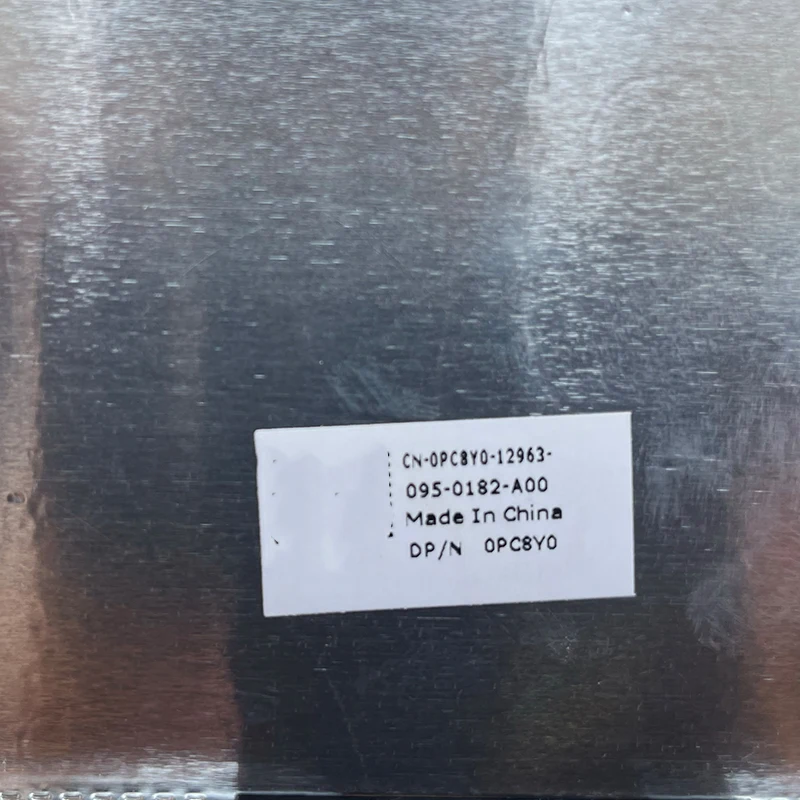 CN-0PC8Y0-12963-
095-0182-A00
Made In China
DP/N 0PC8Y0